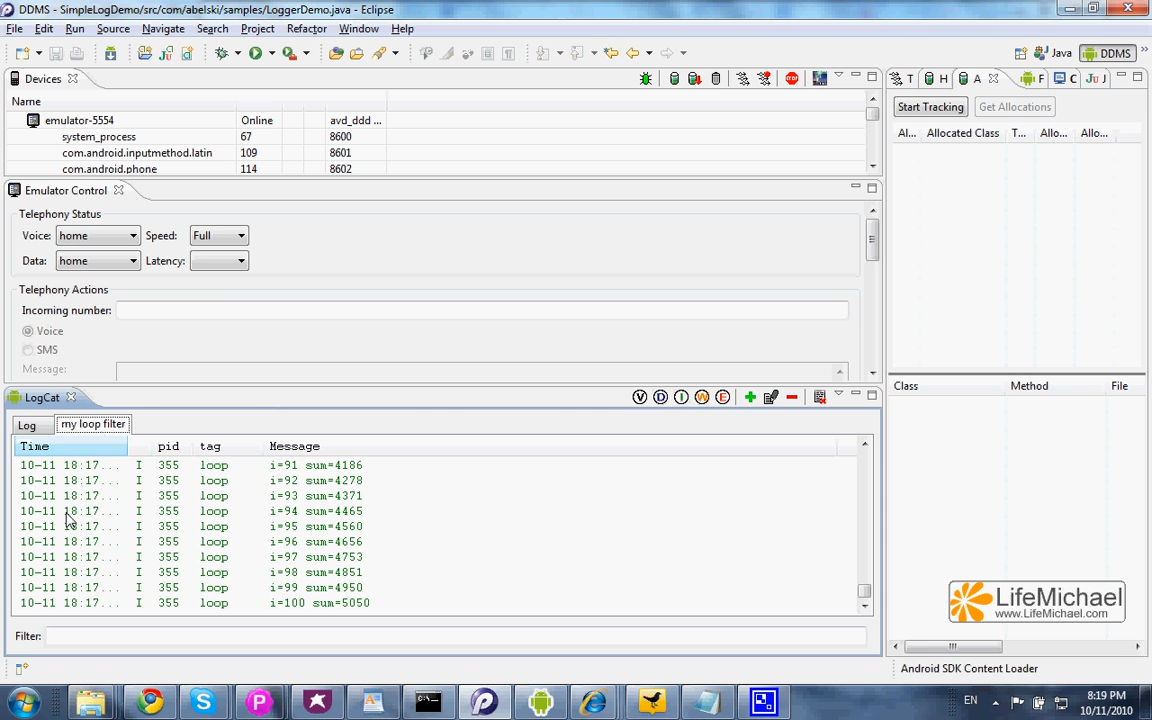 DDMS - SimpleLogDemo/src/com/abelski/samples/LoggerDemo.java - Eclipse
File Edit Run Source Navigate Search Project Refactor Window Help
Java DDMS »
Devices
Name
emulator-5554 Online avd_ddd ...
system_process 67 8600
com.android.inputmethod.latin 109 8601
com.android.phone 114 8602
T H A F C Ju J
Start Tracking Get Allocations
Al... Allocated Class T... Allo... Allo...
Emulator Control
Telephony Status
Voice: home Speed: Full
Data: home Latency:
Telephony Actions
Incoming number:
Voice
SMS
Message:
Class Method File
LogCat V D I W E
Log my loop filter
Time pid tag Message
10-11 18:17... I 355 loop i=91 sum=4186
10-11 18:17... I 355 loop i=92 sum=4278
10-11 18:17... I 355 loop i=93 sum=4371
10-11 18:17... I 355 loop i=94 sum=4465
10-11 18:17... I 355 loop i=95 sum=4560
10-11 18:17... I 355 loop i=96 sum=4656
10-11 18:17... I 355 loop i=97 sum=4753
10-11 18:17... I 355 loop i=98 sum=4851
10-11 18:17... I 355 loop i=99 sum=4950
10-11 18:17... I 355 loop i=100 sum=5050
LifeMichael
www.LifeMichael.com
Filter:
Android SDK Content Loader
EN 8:19 PM
10/11/2010